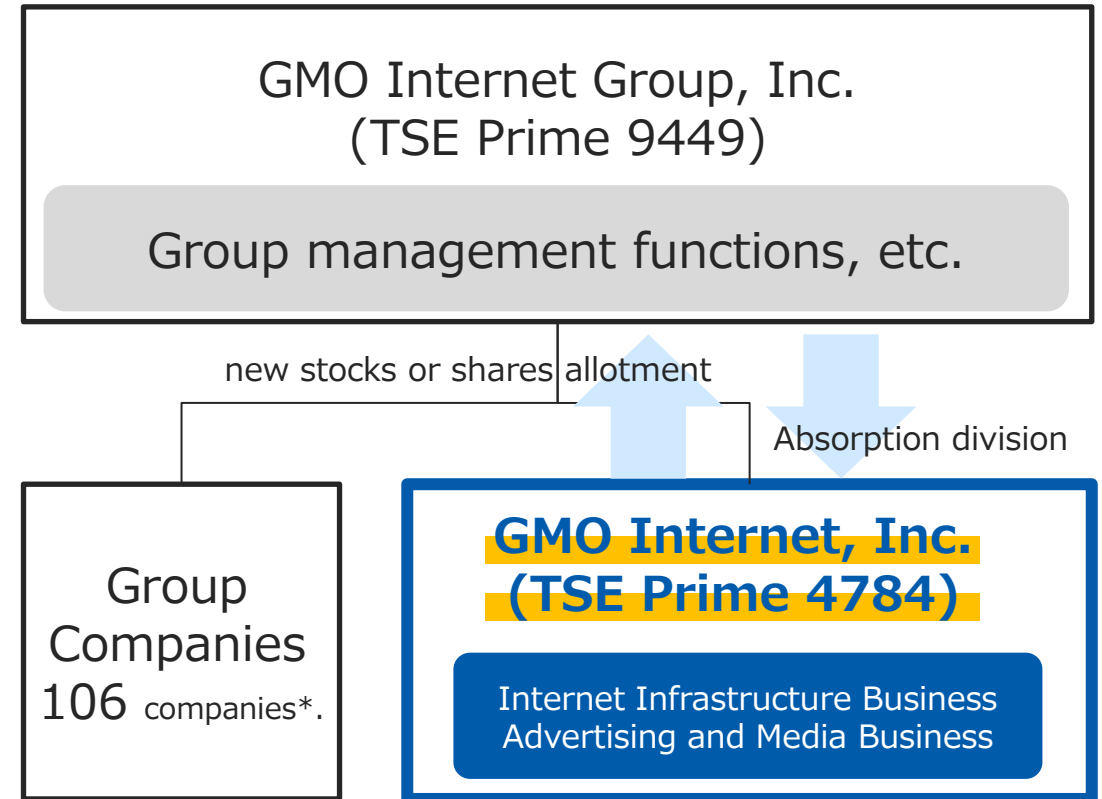 GMO Internet Group, Inc.
(TSE Prime 9449)
Group management functions, etc.
new stocks or shares allotment
Absorption division
Group
Companies
106 companies*.
GMO Internet, Inc.
(TSE Prime 4784)
Internet Infrastructure Business
Advertising and Media Business